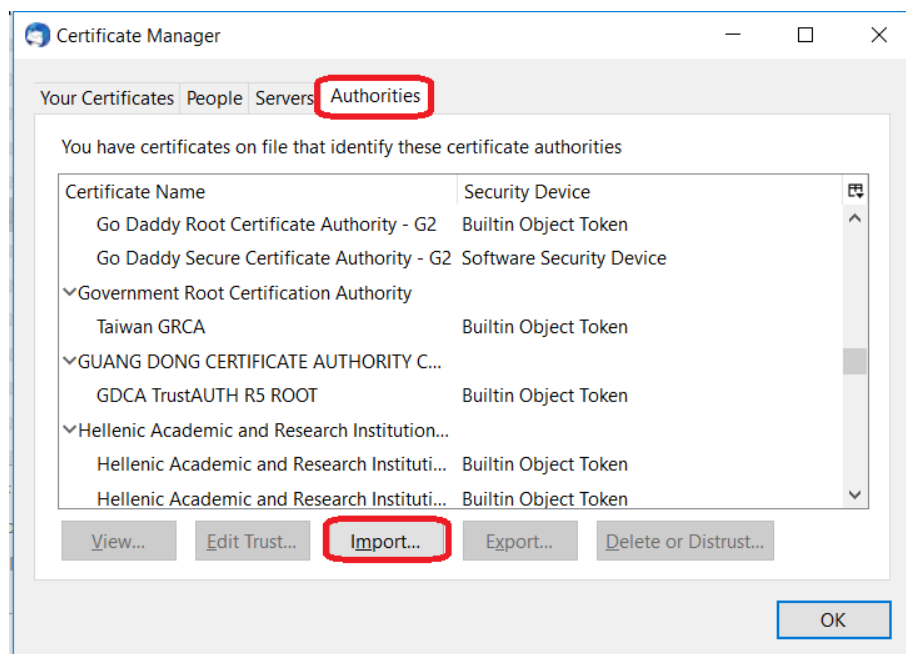 Certificate Manager
Your Certificates People Servers Authorities
You have certificates on file that identify these certificate authorities
Certificate Name Security Device
Go Daddy Root Certificate Authority - G2 Builtin Object Token
Go Daddy Secure Certificate Authority - G2 Software Security Device
Government Root Certification Authority
Taiwan GRCA Builtin Object Token
GUANG DONG CERTIFICATE AUTHORITY C...
GDCA TrustAUTH R5 ROOT Builtin Object Token
Hellenic Academic and Research Institution...
Hellenic Academic and Research Instituti... Builtin Object Token
Hellenic Academic and Research Instituti... Builtin Object Token
View... Edit Trust... Import... Export... Delete or Distrust...
OK